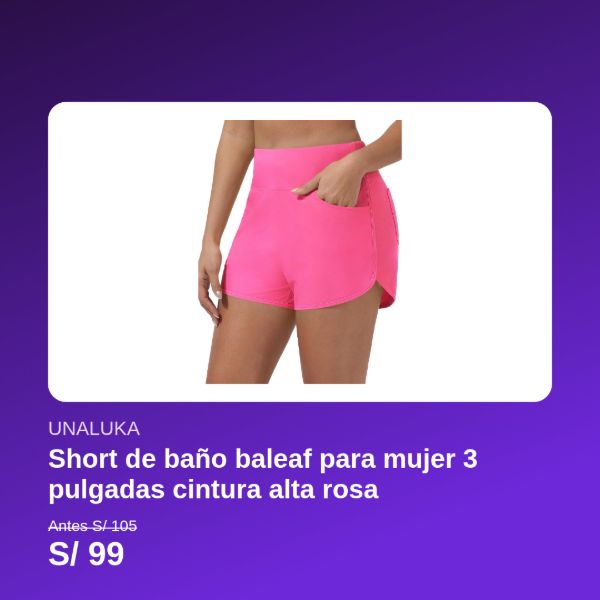 UNALUKA
Short de baño baleaf para mujer 3
pulgadas cintura alta rosa
Antes S/ 105
S/ 99